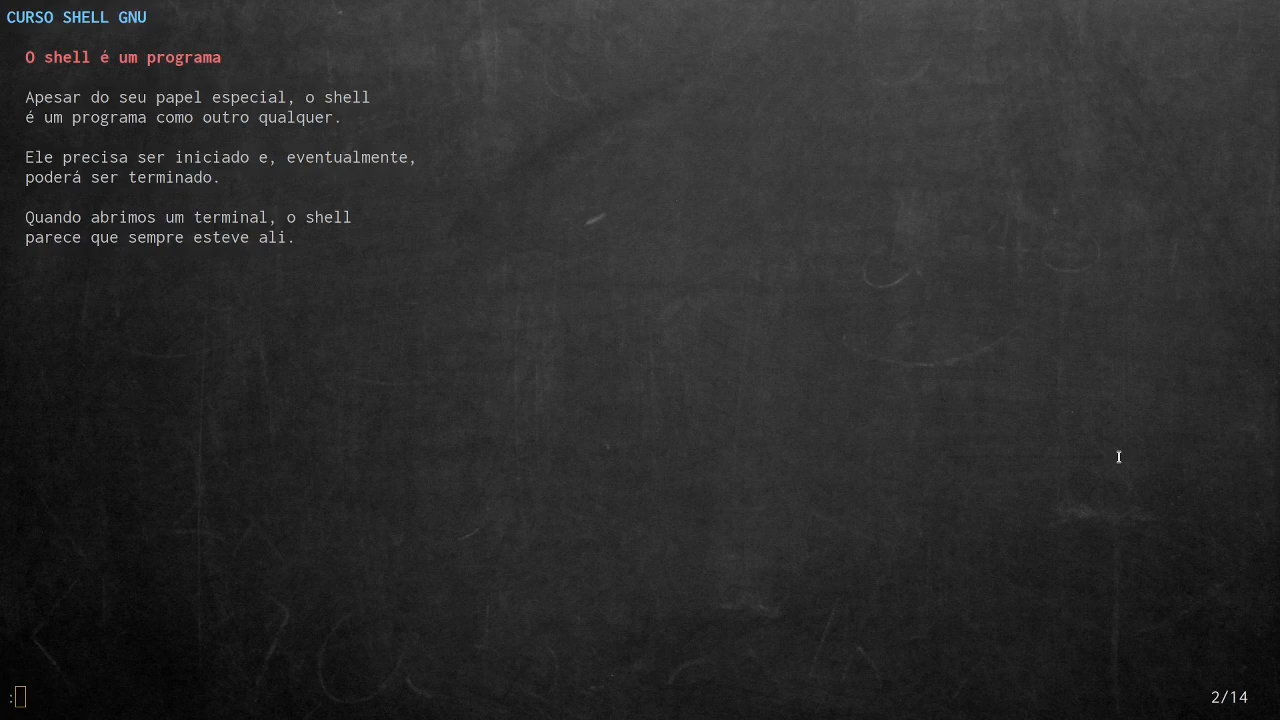 CURSO SHELL GNU
O shell é um programa
Apesar do seu papel especial, o shell
é um programa como outro qualquer.
Ele precisa ser iniciado e, eventualmente,
poderá ser terminado.
Quando abrimos um terminal, o shell
parece que sempre esteve ali.
:
2/14